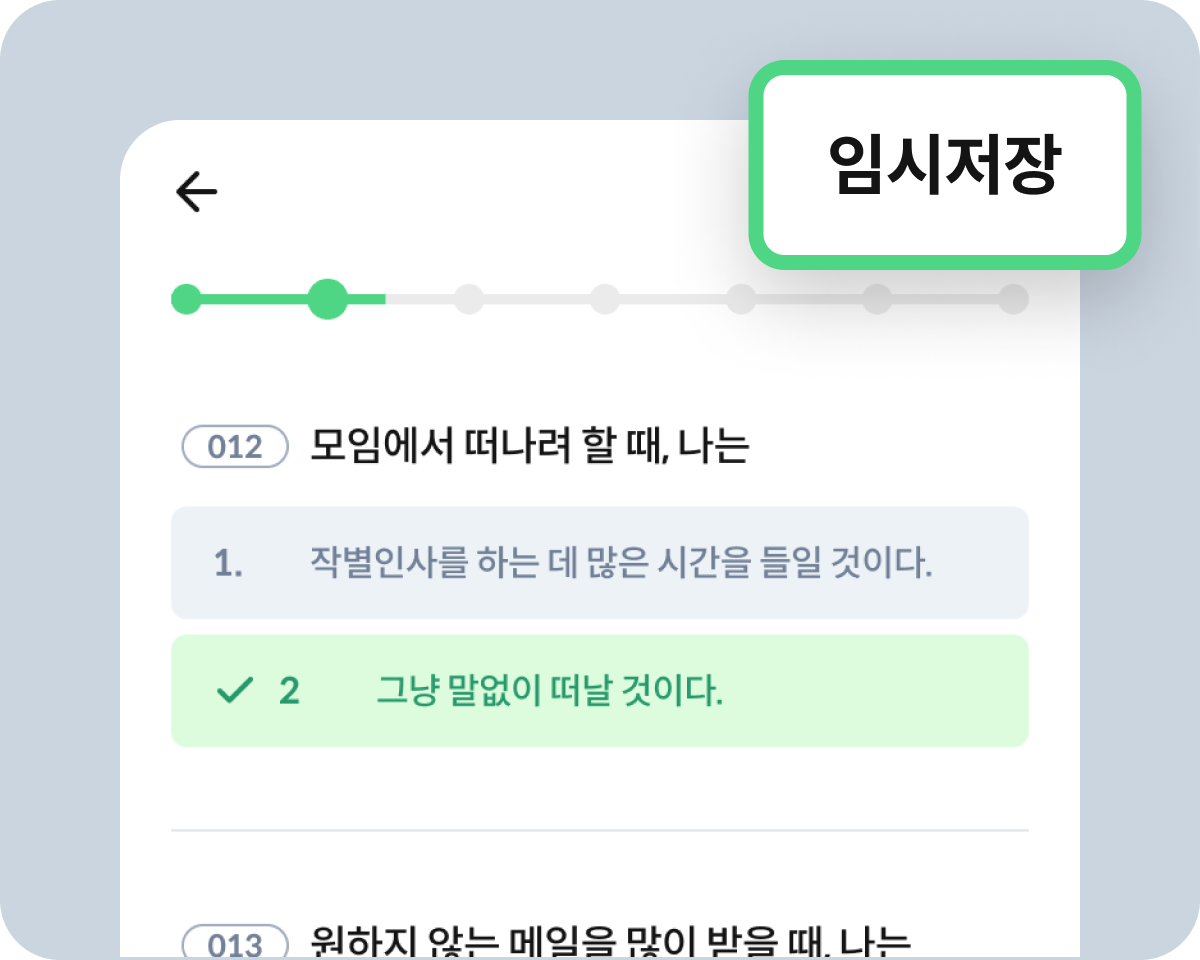 임시저장
012 모임에서 떠나려 할 때, 나는
1. 작별인사를 하는 데 많은 시간을 들일 것이다.
2 그냥 말없이 떠날 것이다.
013 원하지 않는 메일을 많이 받을 때, 나는